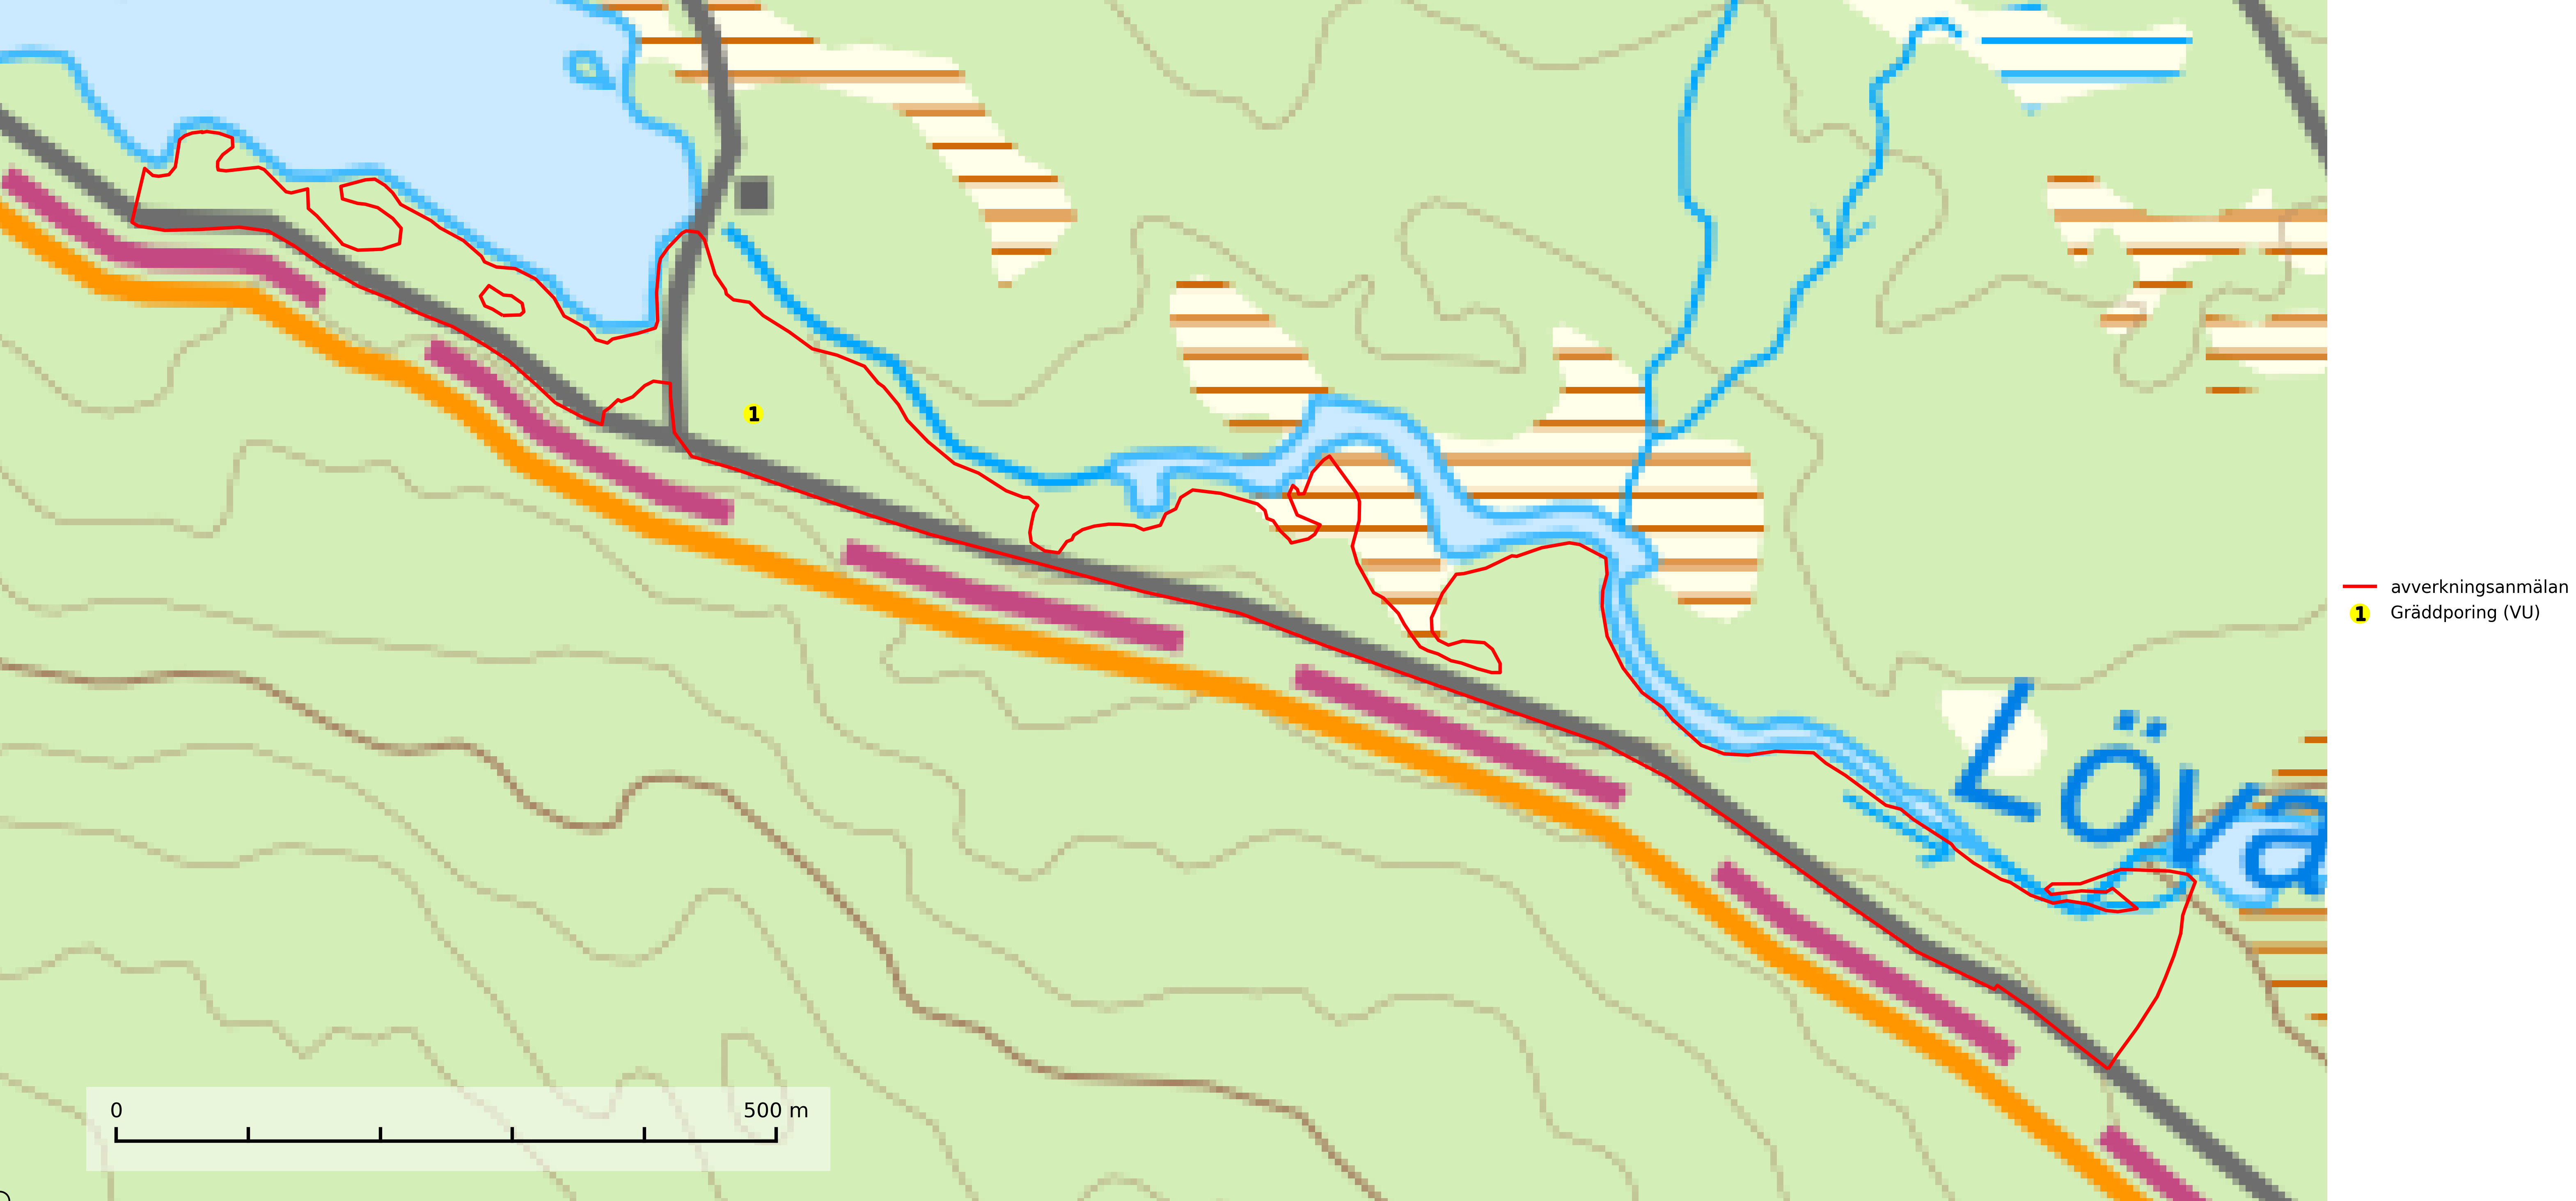 1
Löva
avverkningsanmälan
1 Gräddporing (VU)
0 500 m